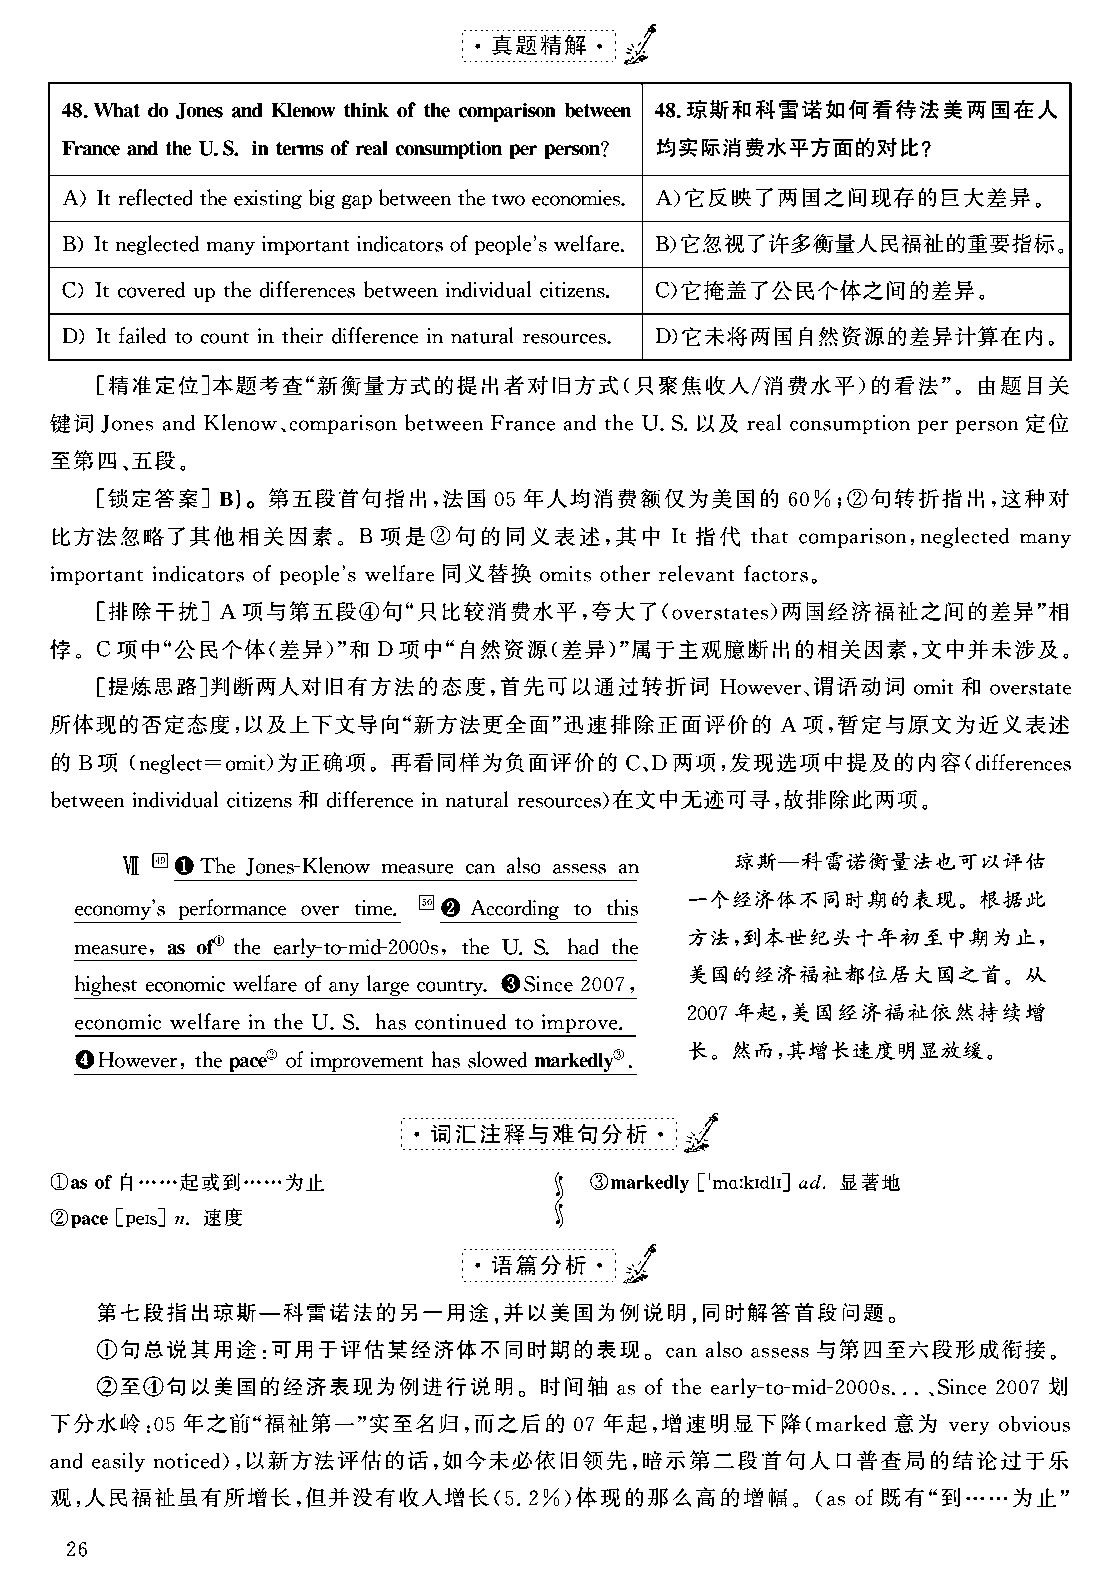 ·真题精解·
48. What do Jones and Klenow think of the comparison between
France and the U. S. in terms of real consumption per person?
48. 琼斯和科雷诺如何看待法美两国在人
均实际消费水平方面的对比?
A) It reflected the existing big gap between the two economies.
A)它反映了两国之间现存的巨大差异。
B) It neglected many important indicators of people's welfare.
B)它忽视了许多衡量人民福祉的重要指标。
C) It covered up the differences between individual citizens.
C)它掩盖了公民个体之间的差异。
D) It failed to count in their difference in natural resources.
D)它未将两国自然资源的差异计算在内。
[精准定位]本题考查“新衡量方式的提出者对旧方式(只聚焦收入/消费水平)的看法”。由题目关
键词 Jones and Klenow、comparison between France and the U. S. 以及 real consumption per person 定位
至第四、五段。
[锁定答案] B)。第五段首句指出,法国 05 年人均消费额仅为美国的 60%;②句转折指出,这种对
比方法忽略了其他相关因素。B 项是②句的同义表述,其中 It 指代 that comparison,neglected many
important indicators of people's welfare 同义替换 omits other relevant factors。
[排除干扰] A 项与第五段④句“只比较消费水平,夸大了(overstates)两国经济福祉之间的差异”相
悖。C 项中“公民个体(差异)”和 D 项中“自然资源(差异)”属于主观臆断出的相关因素,文中并未涉及。
[提炼思路]判断两人对旧有方法的态度,首先可以通过转折词 However、谓语动词 omit 和 overstate
所体现的否定态度,以及上下文导向“新方法更全面”迅速排除正面评价的 A 项,暂定与原文为近义表述
的 B项 (neglect=omit)为正确项。再看同样为负面评价的 C、D 两项,发现选项中提及的内容(differences
between individual citizens 和 difference in natural resources)在文中无迹可寻,故排除此两项。
Ⅶ 49 ❶ The Jones-Klenow measure can also assess an
economy's performance over time. 50 ❷ According to this
measure, as of① the early-to-mid-2000s, the U. S. had the
highest economic welfare of any large country. ❸Since 2007,
economic welfare in the U. S. has continued to improve.
❹However, the pace② of improvement has slowed markedly③.
琼斯—科雷诺衡量法也可以评估
一个经济体不同时期的表现。根据此
方法,到本世纪头十年初至中期为止,
美国的经济福祉都位居大国之首。从
2007 年起,美国经济福祉依然持续增
长。然而,其增长速度明显放缓。
·词汇注释与难句分析·
①as of 自……起或到……为止
②pace [peɪs] n. 速度
③markedly [ˈmɑːkɪdlɪ] ad. 显著地
·语篇分析·
第七段指出琼斯—科雷诺法的另一用途,并以美国为例说明,同时解答首段问题。
①句总说其用途:可用于评估某经济体不同时期的表现。can also assess 与第四至六段形成衔接。
②至④句以美国的经济表现为例进行说明。时间轴 as of the early-to-mid-2000s...、Since 2007 划
下分水岭:05 年之前“福祉第一”实至名归,而之后的 07 年起,增速明显下降(marked 意为 very obvious
and easily noticed),以新方法评估的话,如今未必依旧领先,暗示第二段首句人口普查局的结论过于乐
观,人民福祉虽有所增长,但并没有收入增长(5. 2%)体现的那么高的增幅。(as of 既有“到……为止”
26